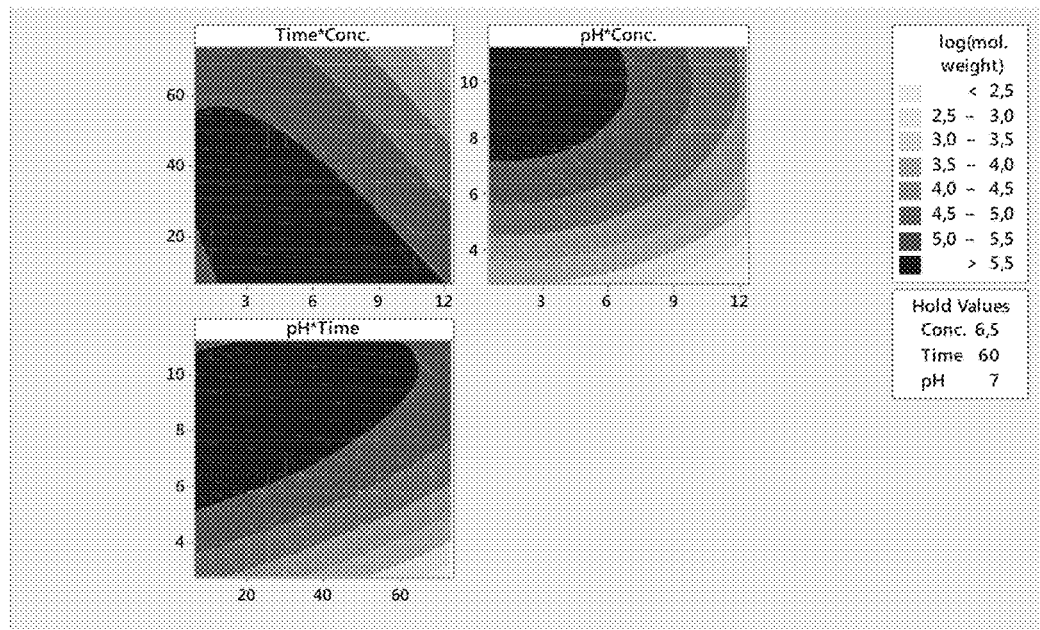 Time*Conc.
60
40
20
3 6 9 12
pH*Conc.
10
8
6
4
3 6 9 12
pH*Time
10
8
6
4
20 40 60
log(mol.
weight)
< 2,5
2,5 – 3,0
3,0 – 3,5
3,5 – 4,0
4,0 – 4,5
4,5 – 5,0
5,0 – 5,5
> 5,5
Hold Values
Conc. 6,5
Time 60
pH 7